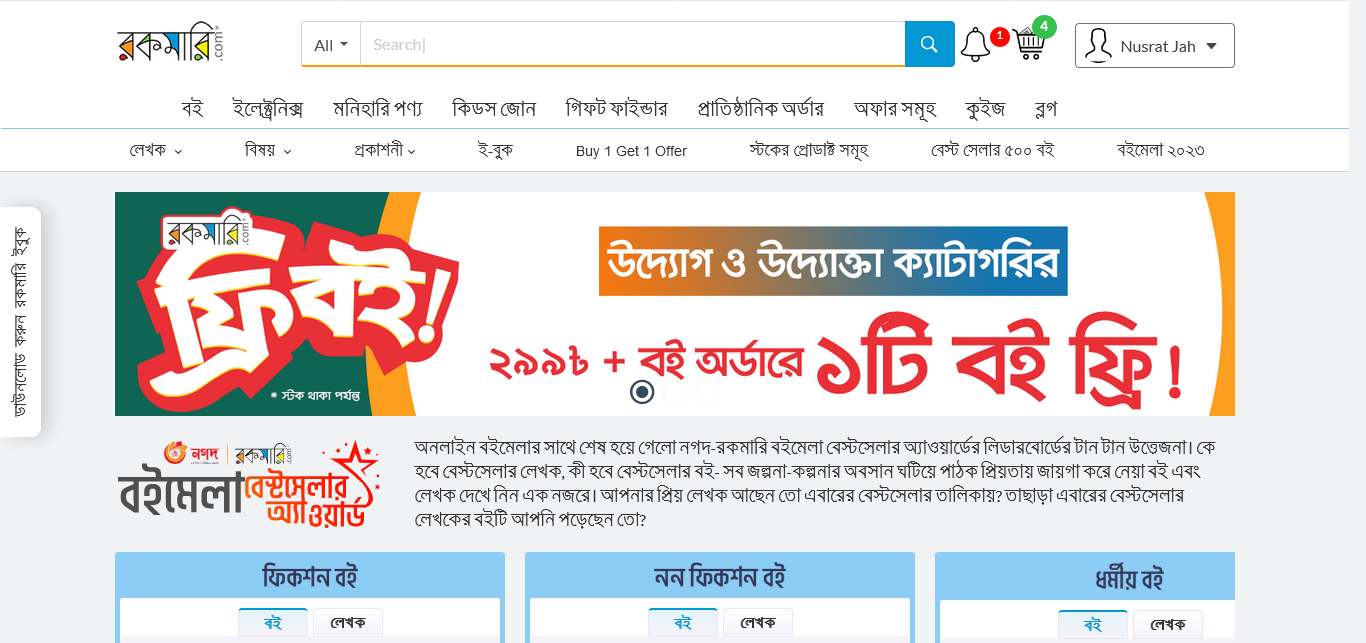 রকমারি.com
All
Search
1
4
Nusrat Jah
বই ইলেক্ট্রনিক্স মনিহারি পণ্য কিডস জোন গিফট ফাইন্ডার প্রাতিষ্ঠানিক অর্ডার অফার সমূহ কুইজ ব্লগ
লেখক বিষয় প্রকাশনী ই-বুক Buy 1 Get 1 Offer স্টকের প্রোডাক্ট সমূহ বেস্ট সেলার ৫০০ বই বইমেলা ২০২৩
ডাউনলোড করুন রকমারি ইবুক
রকমারি.com
ফ্রি বই!
* স্টক থাকা পর্যন্ত
উদ্যোগ ও উদ্যোক্তা ক্যাটাগরির
২৯৯৳ + বই অর্ডারে ১টি বই ফ্রি!
নগদ রকমারি.com
বইমেলা বেস্টসেলার
অ্যাওয়ার্ড
অনলাইন বইমেলার সাথে শেষ হয়ে গেলো নগদ-রকমারি বইমেলা বেস্টসেলার অ্যাওয়ার্ডের লিডারবোর্ডের টান টান উত্তেজনা। কে
হবে বেস্টসেলার লেখক, কী হবে বেস্টসেলার বই- সব জল্পনা-কল্পনার অবসান ঘটিয়ে পাঠক প্রিয়তায় জায়গা করে নেয়া বই এবং
লেখক দেখে নিন এক নজরে। আপনার প্রিয় লেখক আছেন তো এবারের বেস্টসেলার তালিকায়? তাছাড়া এবারের বেস্টসেলার
লেখকের বইটি আপনি পড়েছেন তো?
ফিকশন বই
বই লেখক
নন ফিকশন বই
বই লেখক
ধর্মীয় বই
বই লেখক